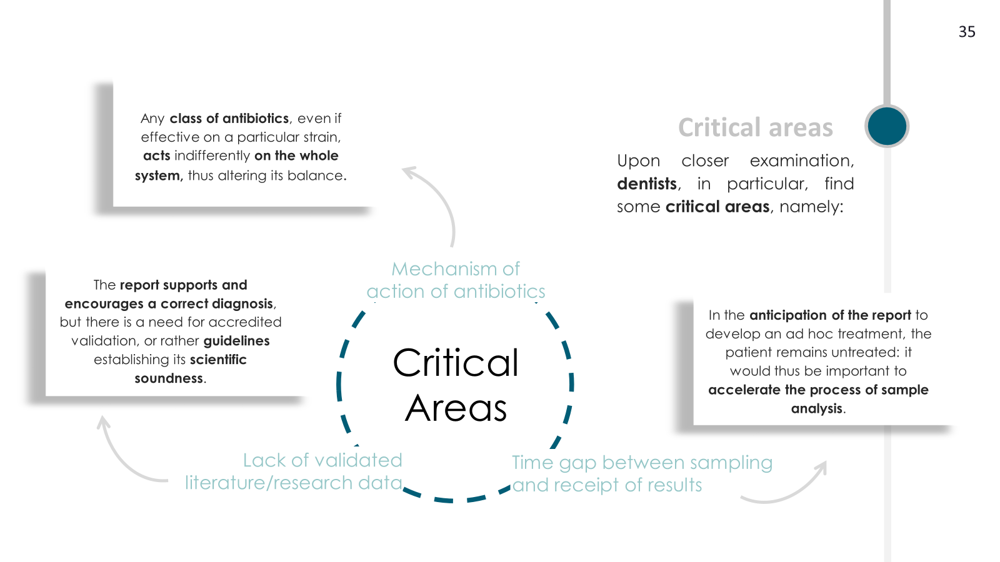 35
Critical areas
Upon closer examination,
dentists, in particular, find
some critical areas, namely:
Any class of antibiotics, even if
effective on a particular strain,
acts indifferently on the whole
system, thus altering its balance.
Mechanism of
action of antibiotics
The report supports and
encourages a correct diagnosis,
but there is a need for accredited
validation, or rather guidelines
establishing its scientific
soundness.
Critical
Areas
In the anticipation of the report to
develop an ad hoc treatment, the
patient remains untreated: it
would thus be important to
accelerate the process of sample
analysis.
Lack of validated
literature/research data
Time gap between sampling
and receipt of results